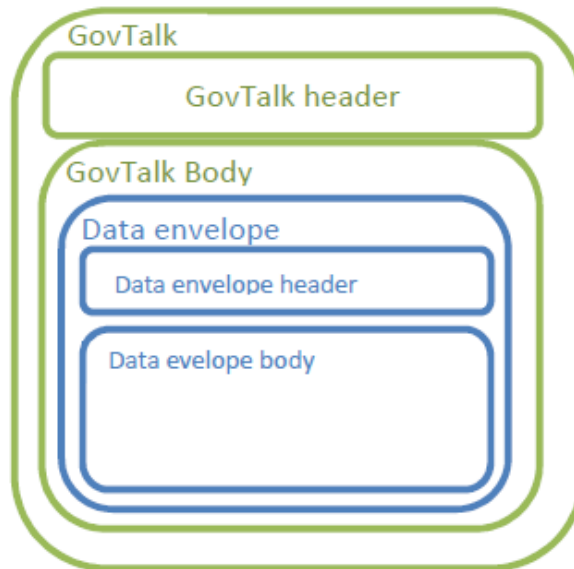 GovTalk
GovTalk header
GovTalk Body
Data envelope
Data envelope header
Data evelope body